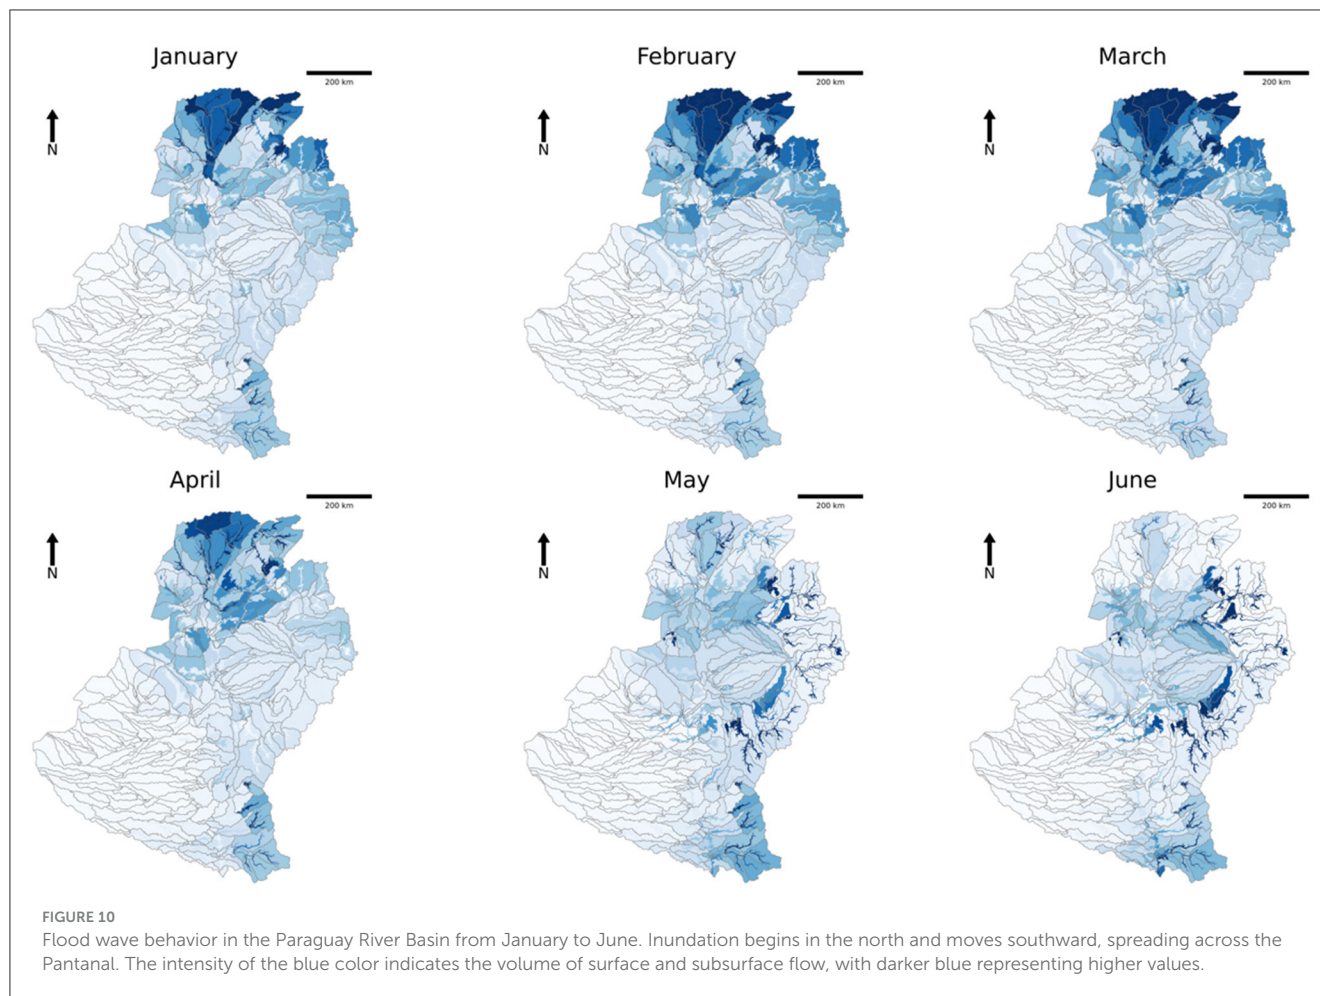 January
200 km
N
February
200 km
N
March
200 km
N
April
200 km
N
May
200 km
N
June
200 km
N
FIGURE 10
Flood wave behavior in the Paraguay River Basin from January to June. Inundation begins in the north and moves southward, spreading across the
Pantanal. The intensity of the blue color indicates the volume of surface and subsurface flow, with darker blue representing higher values.